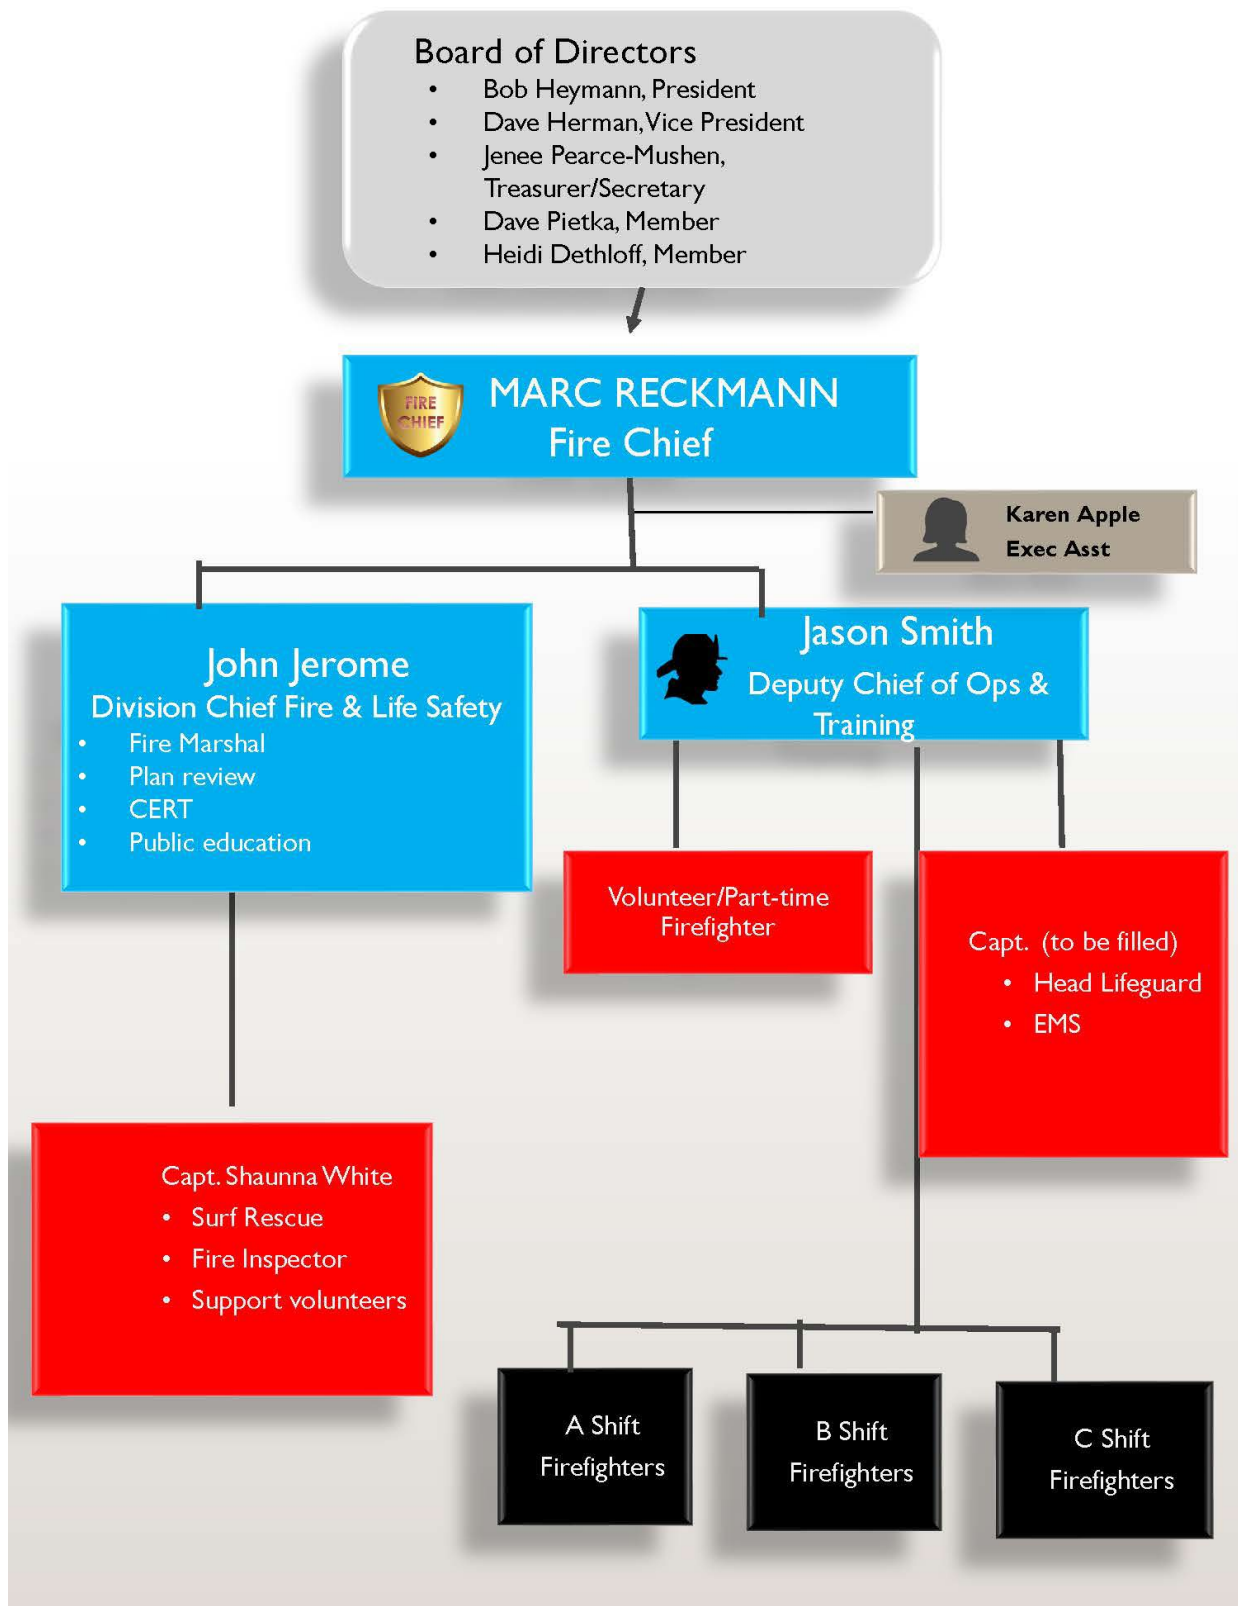 Board of Directors
• Bob Heymann, President
• Dave Herman, Vice President
• Jenee Pearce-Mushen,
Treasurer/Secretary
• Dave Pietka, Member
• Heidi Dethloff, Member
FIRE
CHIEF
MARC RECKMANN
Fire Chief
Karen Apple
Exec Asst
John Jerome
Division Chief Fire & Life Safety
• Fire Marshal
• Plan review
• CERT
• Public education
Jason Smith
Deputy Chief of Ops &
Training
Volunteer/Part-time
Firefighter
Capt. (to be filled)
• Head Lifeguard
• EMS
Capt. Shaunna White
• Surf Rescue
• Fire Inspector
• Support volunteers
A Shift
Firefighters
B Shift
Firefighters
C Shift
Firefighters